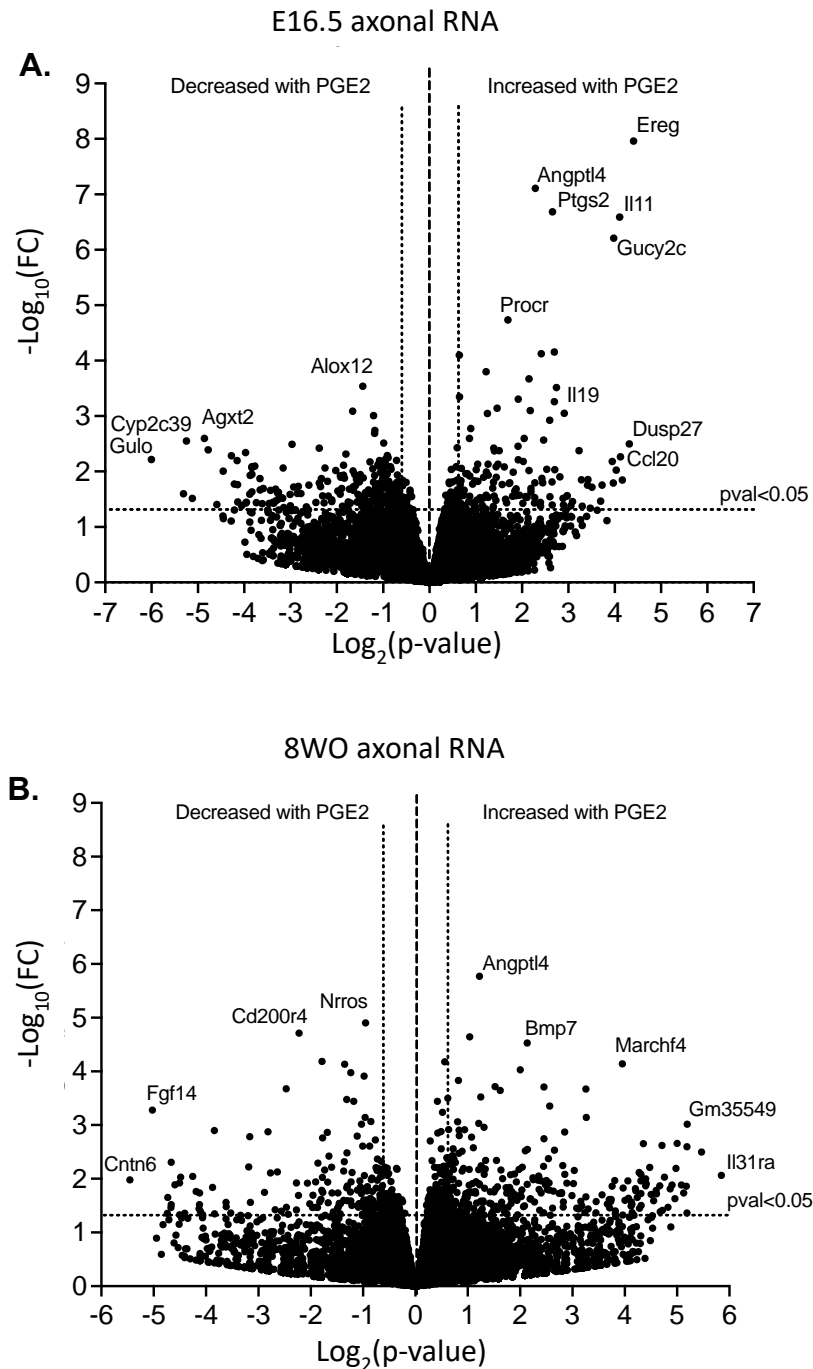 E16.5 axonal RNA
A.
9
8
7
6
5
4
3
2
1
0
-Log10(FC)
Decreased with PGE2
Increased with PGE2
Ereg
Angptl4
Ptgs2
Il11
Gucy2c
Procr
Alox12
Il19
Cyp2c39
Agxt2
Gulo
Dusp27
Ccl20
pval<0.05
-7 -6 -5 -4 -3 -2 -1 0 1 2 3 4 5 6 7
Log2(p-value)
8WO axonal RNA
B.
9
8
7
6
5
4
3
2
1
0
-Log10(FC)
Decreased with PGE2
Increased with PGE2
Angptl4
Nrros
Cd200r4
Bmp7
Marchf4
Fgf14
Gm35549
Cntn6
Il31ra
pval<0.05
-6 -5 -4 -3 -2 -1 0 1 2 3 4 5 6
Log2(p-value)